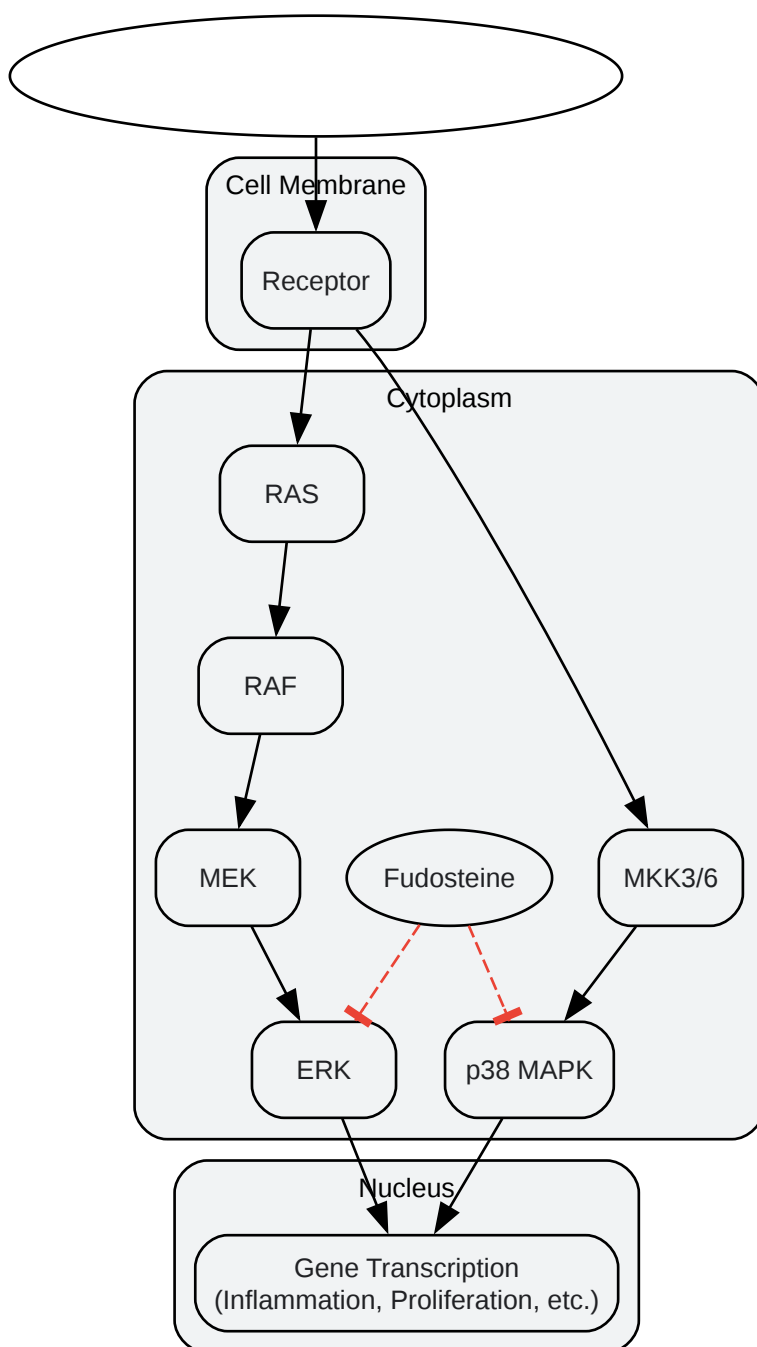 Cell Membrane
Receptor
Cytoplasm
RAS
RAF
MEK
Fudosteine
MKK3/6
ERK
p38 MAPK
Nucleus
Gene Transcription
(Inflammation, Proliferation, etc.)